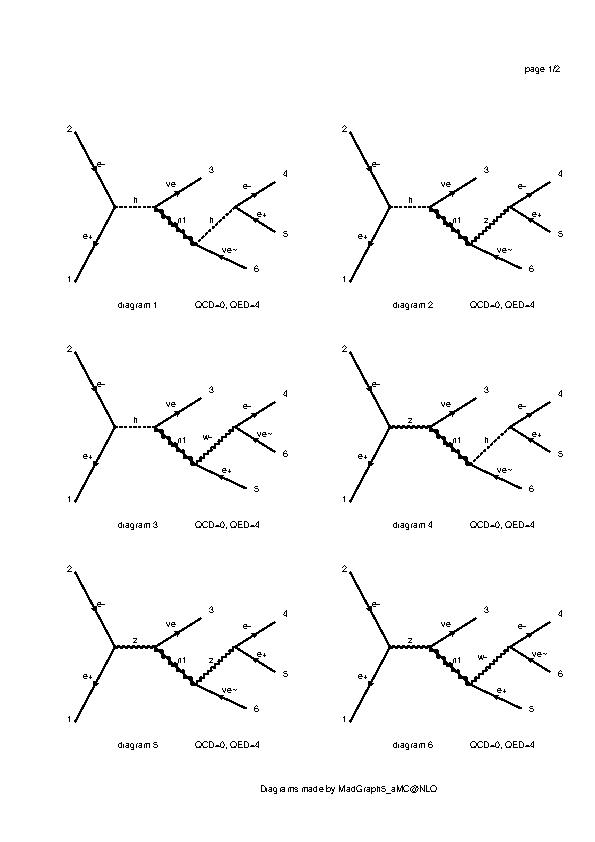 page 1/2
2
e-
e+
1
h
ve
3
n1
h
e-
4
e+
5
ve~
6
diagram 1 QCD=0, QED=4
2
e-
e+
1
h
ve
3
n1
z
e-
4
e+
5
ve~
6
diagram 2 QCD=0, QED=4
2
e-
e+
1
h
ve
3
n1
w-
e-
4
ve~
6
e+
5
diagram 3 QCD=0, QED=4
2
e-
e+
1
z
ve
3
n1
h
e-
4
e+
5
ve~
6
diagram 4 QCD=0, QED=4
2
e-
e+
1
z
ve
3
n1
z
e-
4
e+
5
ve~
6
diagram 5 QCD=0, QED=4
2
e-
e+
1
z
ve
3
n1
w-
e-
4
ve~
6
e+
5
diagram 6 QCD=0, QED=4
Diagrams made by MadGraph5_aMC@NLO